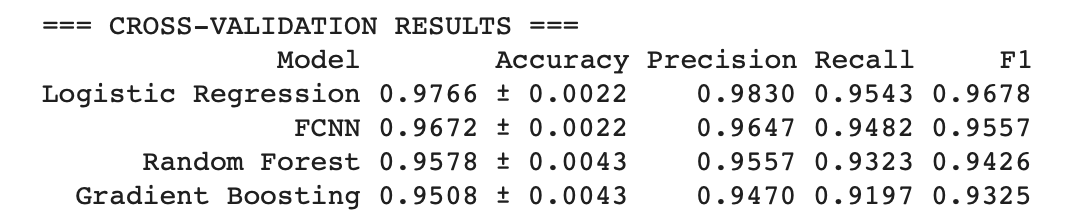 === CROSS-VALIDATION RESULTS ===
Model Accuracy Precision Recall F1
Logistic Regression 0.9766 ± 0.0022 0.9830 0.9543 0.9678
FCNN 0.9672 ± 0.0022 0.9647 0.9482 0.9557
Random Forest 0.9578 ± 0.0043 0.9557 0.9323 0.9426
Gradient Boosting 0.9508 ± 0.0043 0.9470 0.9197 0.9325